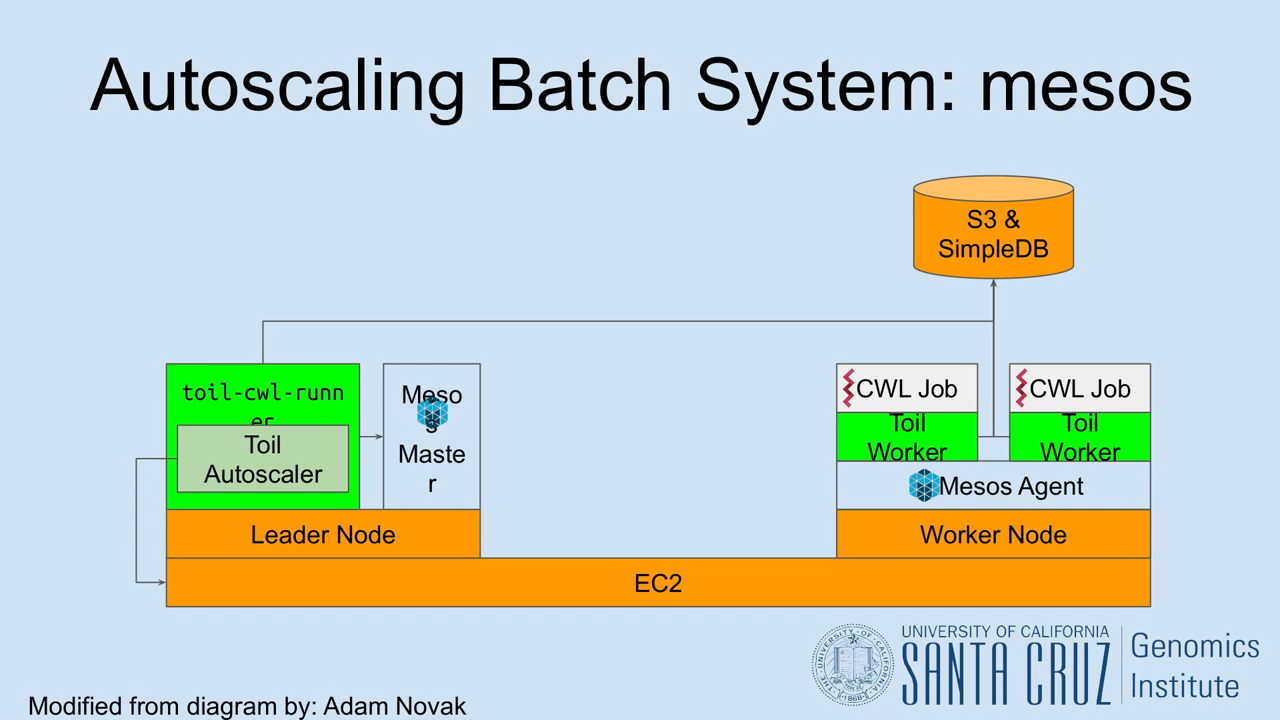 Autoscaling Batch System: mesos
S3 &
SimpleDB
toil-cwl-runn
er
Toil
Autoscaler
Meso
s
Maste
r
CWL Job
Toil
Worker
CWL Job
Toil
Worker
Mesos Agent
Leader Node
Worker Node
EC2
UNIVERSITY OF CALIFORNIA
SANTA CRUZ
Genomics
Institute
Modified from diagram by: Adam Novak